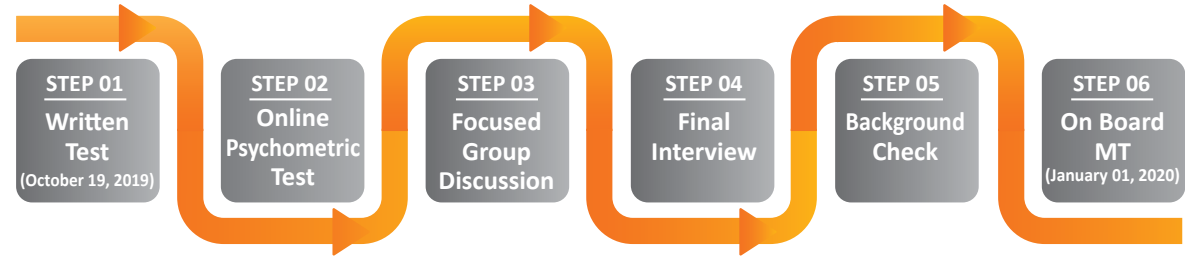 STEP 01
Written
Test
(October 19, 2019)
STEP 02
Online
Psychometric
Test
STEP 03
Focused
Group
Discussion
STEP 04
Final
Interview
STEP 05
Background
Check
STEP 06
On Board
MT
(January 01, 2020)